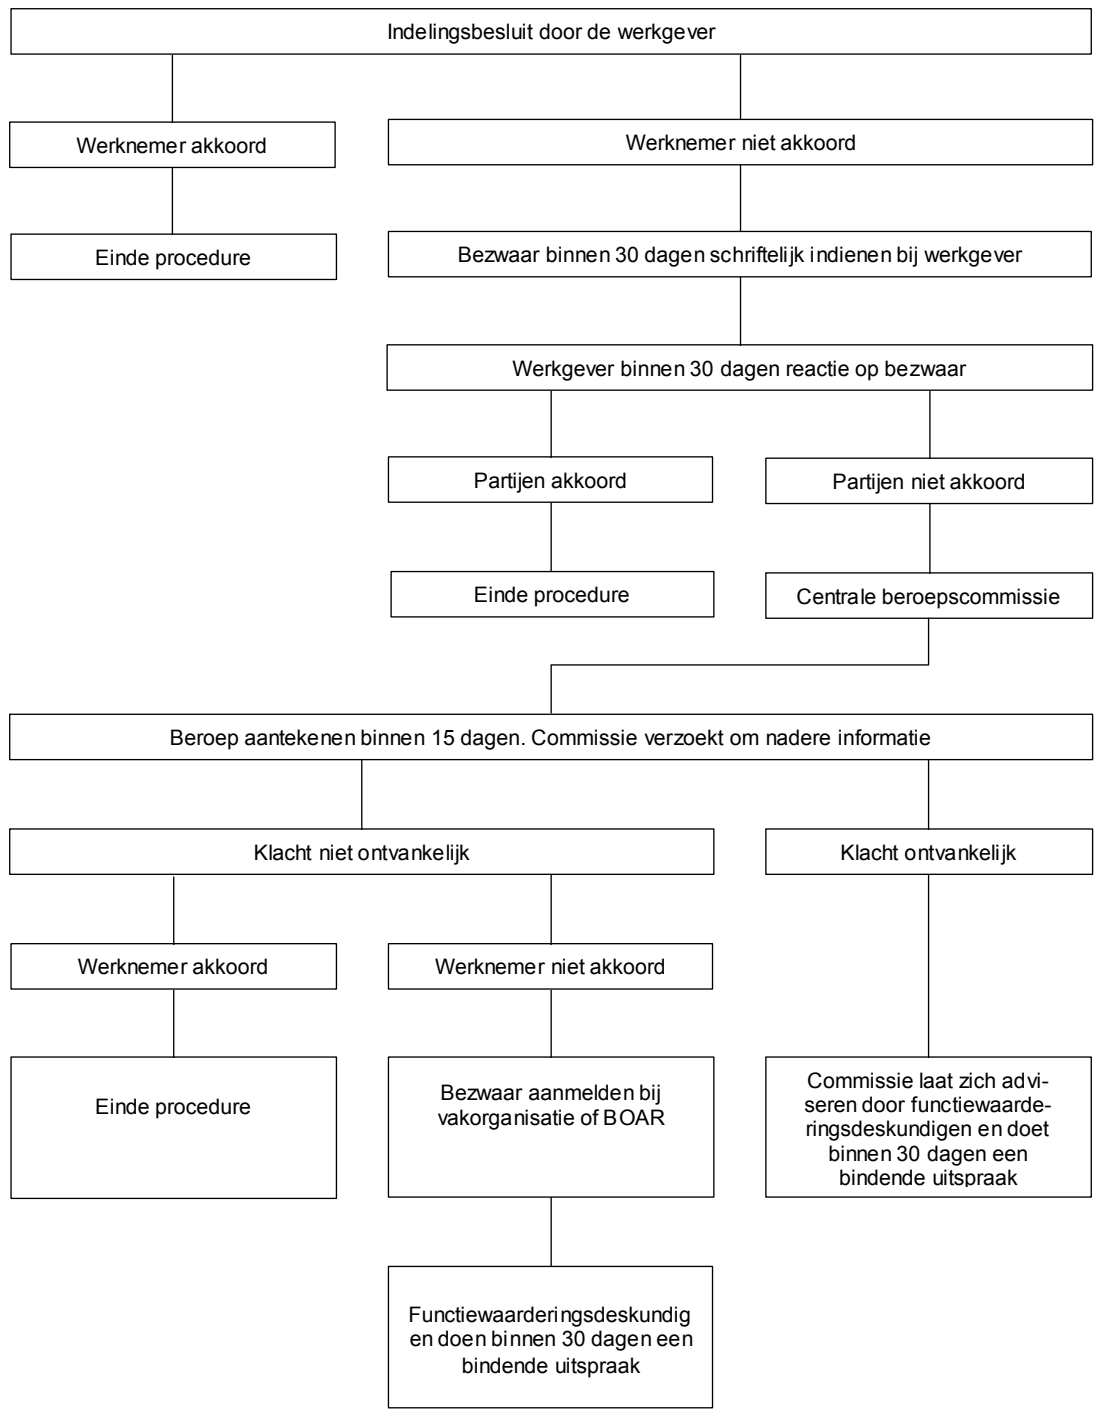 Indelingsbesluit door de werkgever
Werknemer akkoord
Werknemer niet akkoord
Einde procedure
Bezwaar binnen 30 dagen schriftelijk indienen bij werkgever
Werkgever binnen 30 dagen reactie op bezwaar
Partijen akkoord
Partijen niet akkoord
Einde procedure
Centrale beroepscommissie
Beroep aantekenen binnen 15 dagen. Commissie verzoekt om nadere informatie
Klacht niet ontvankelijk
Klacht ontvankelijk
Werknemer akkoord
Werknemer niet akkoord
Einde procedure
Bezwaar aanmelden bij
vakorganisatie of BOAR
Commissie laat zich advi-
seren door functiewaarde-
ringsdeskundigen en doet
binnen 30 dagen een
bindende uitspraak
Functiewaarderingsdeskundig
en doen binnen 30 dagen een
bindende uitspraak